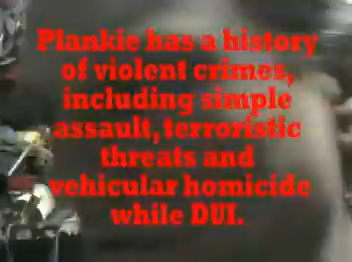 Plankie has a history
of violent crimes,
including simple
assault, terroristic
threats and
vehicular homicide
while DUI.